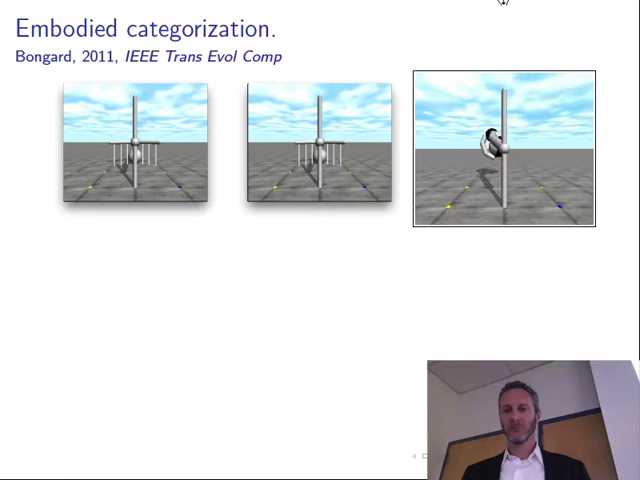 Embodied categorization.
Bongard, 2011, IEEE Trans Evol Comp